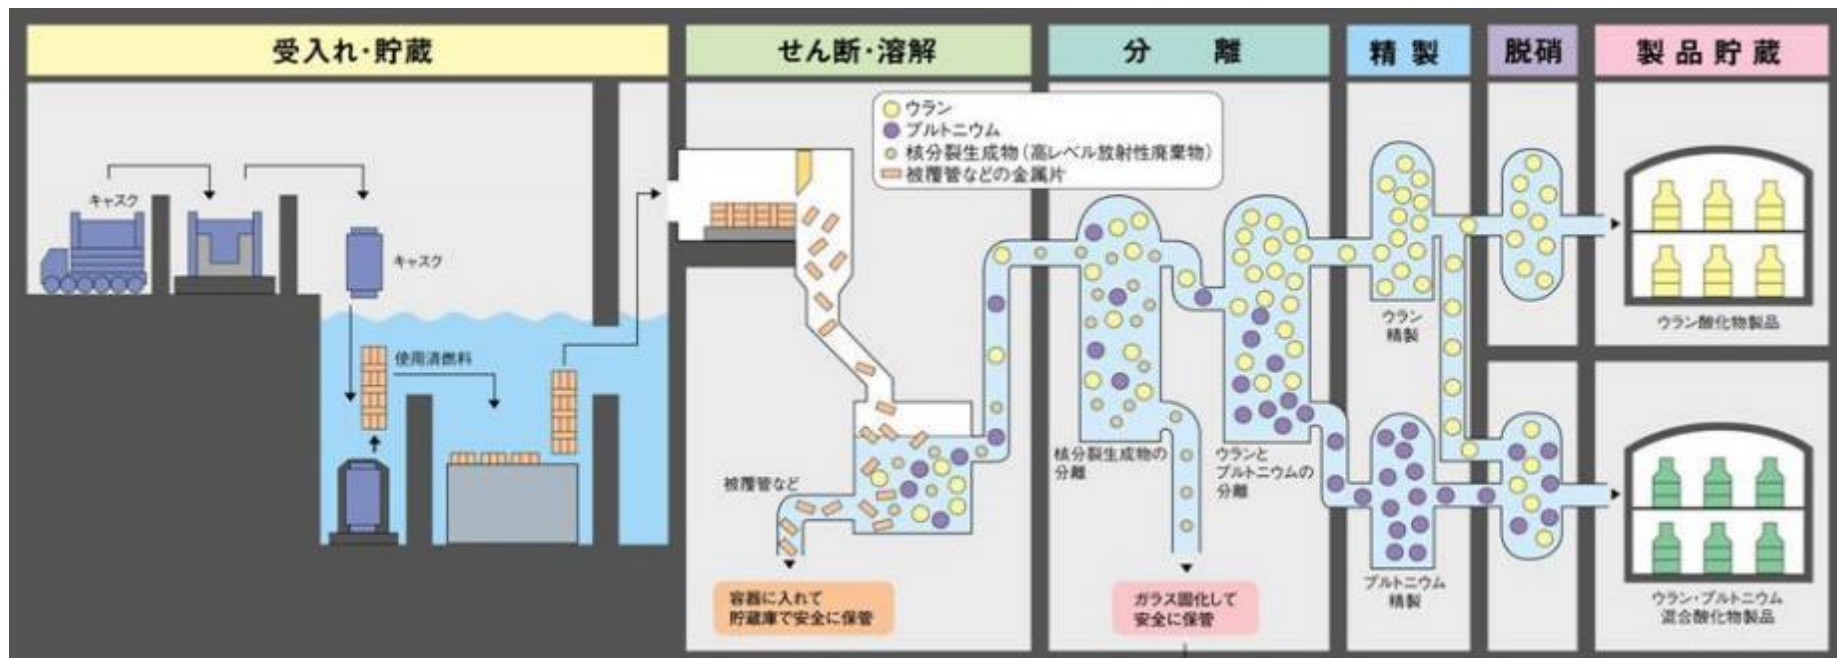 受入れ・貯蔵
せん断・溶解
分離
精製
脱硝
製品貯蔵
ウラン
プルトニウム
核分裂生成物（高レベル放射性廃棄物）
被覆管などの金属片
キャスク
キャスク
使用済燃料
被覆管など
容器に入れて
貯蔵庫で安全に保管
核分裂生成物の
分離
ガラス固化して
安全に保管
ウランと
プルトニウムの
分離
ウラン
精製
プルトニウム
精製
ウラン酸化物製品
ウラン・プルトニウム
混合酸化物製品